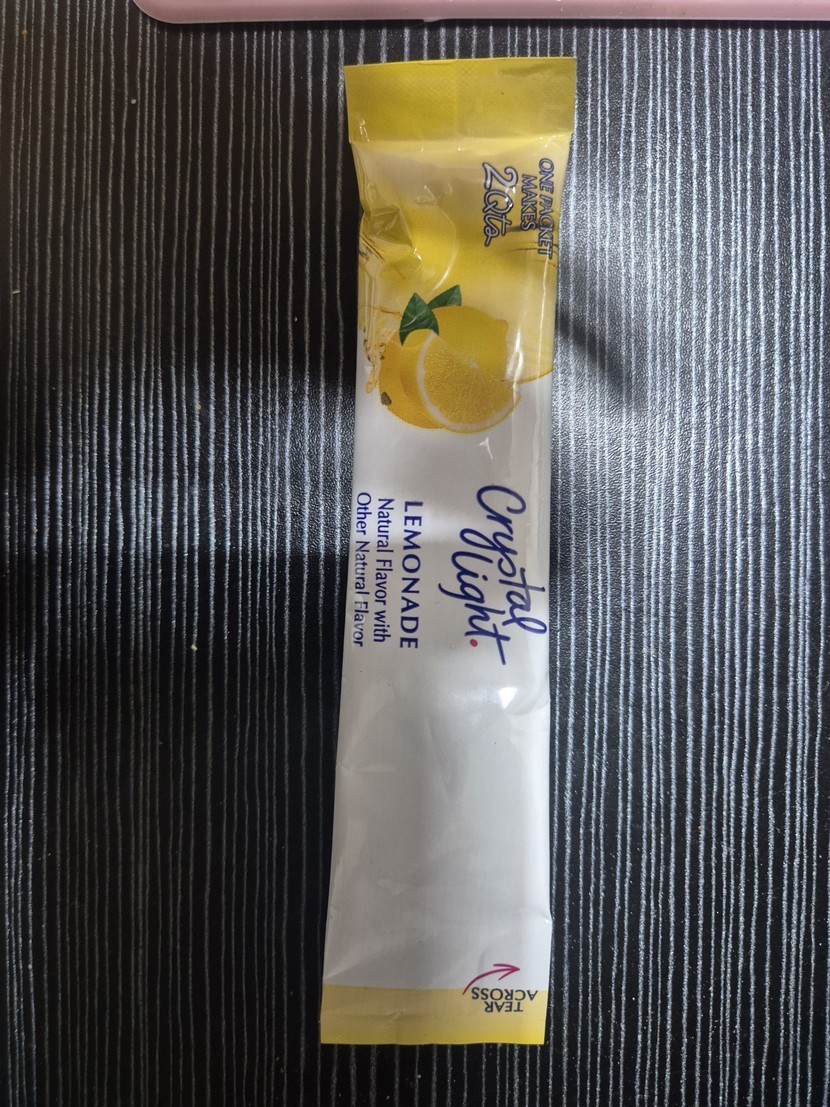 ONE PACKET
MAKES
2Qts
Crystal
Light
LEMONADE
Natural Flavor with
Other Natural Flavor
TEAR
ACROSS